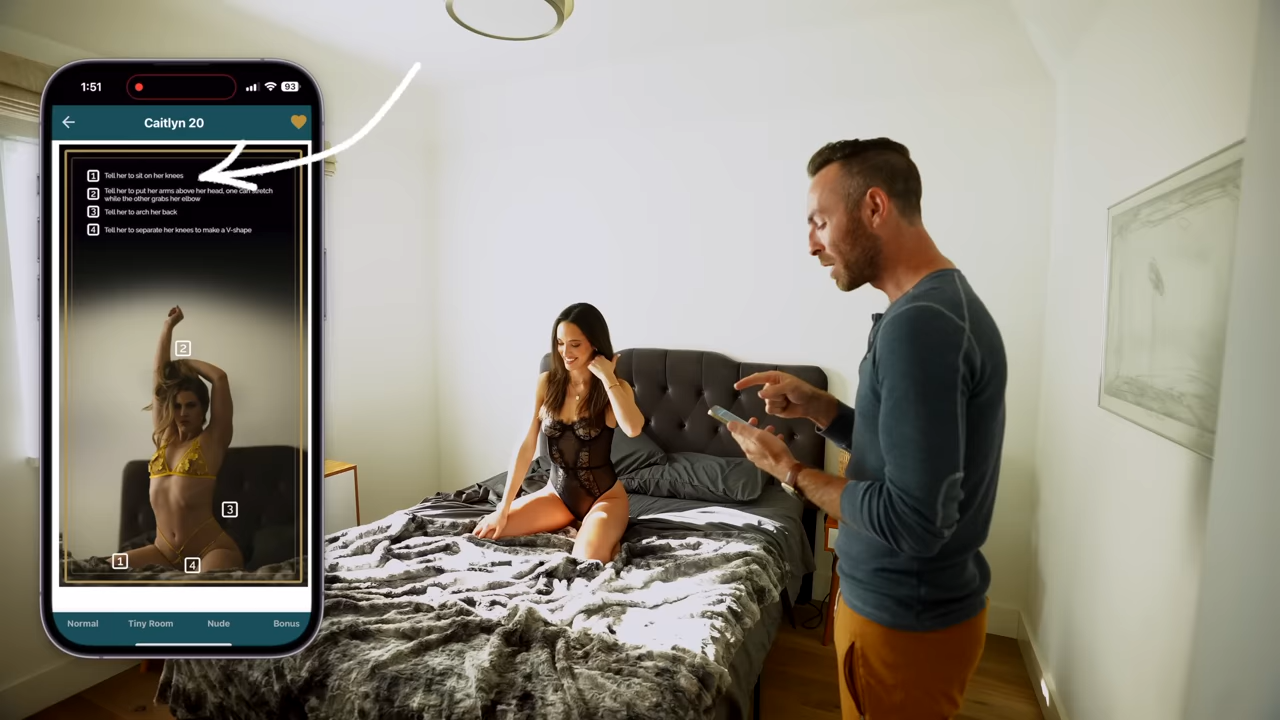 1:51
93
Caitlyn 20
1 Tell her to sit on her knees
2 Tell her to put her arms above her head, one can stretch
while the other grabs her elbow
3 Tell her to arch her back
4 Tell her to separate her knees to make a V-shape
2
3
1
4
Normal Tiny Room Nude Bonus